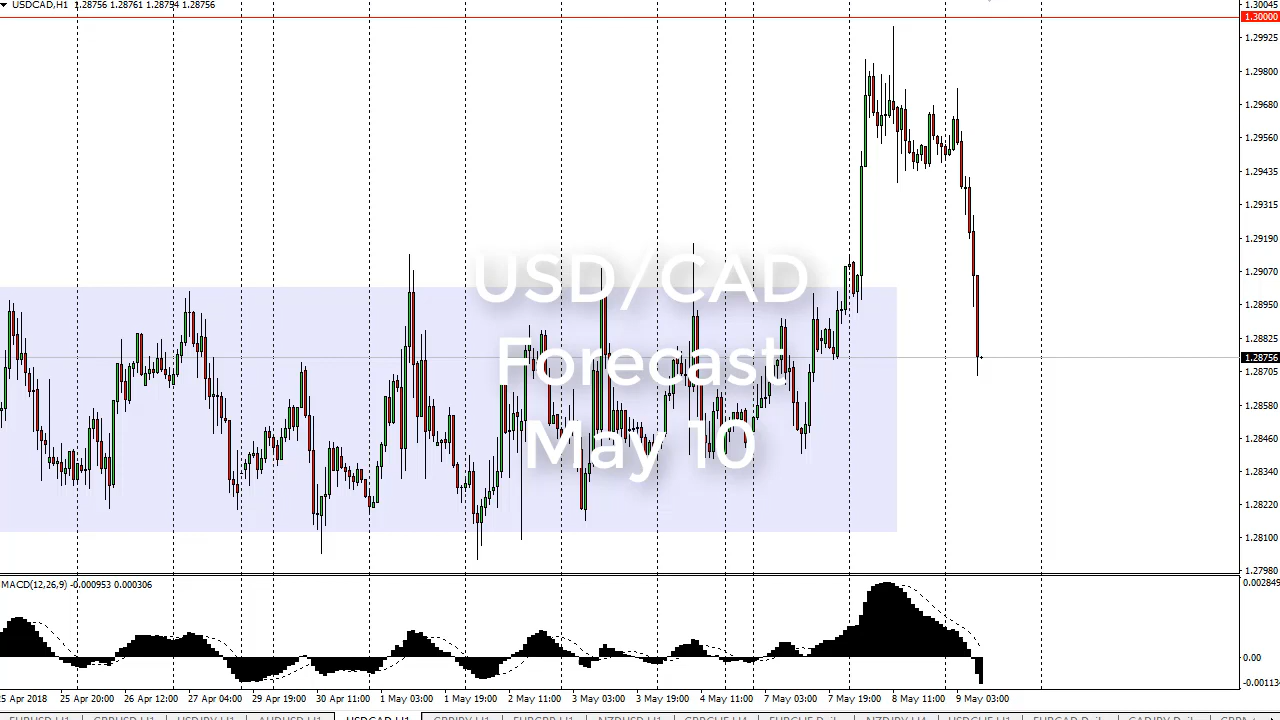 USDCAD,H1 1.28756 1.28761 1.28754 1.28756
1.30045
1.30000
1.29925
1.29800
1.29680
1.29560
1.29435
1.29315
1.29190
1.29070
1.28950
1.28825
1.28756
1.28705
1.28580
1.28460
1.28340
1.28220
1.28100
1.27980
USD/CAD
Forecast
May 10
MACD(12,26,9) -0.000953 0.000306
0.002849
0.00
25 Apr 20:00
26 Apr 12:00
27 Apr 04:00
29 Apr 19:00
30 Apr 11:00
1 May 03:00
1 May 19:00
2 May 11:00
3 May 03:00
3 May 19:00
4 May 11:00
7 May 03:00
7 May 19:00
8 May 11:00
9 May 03:00
USDCAD,H1